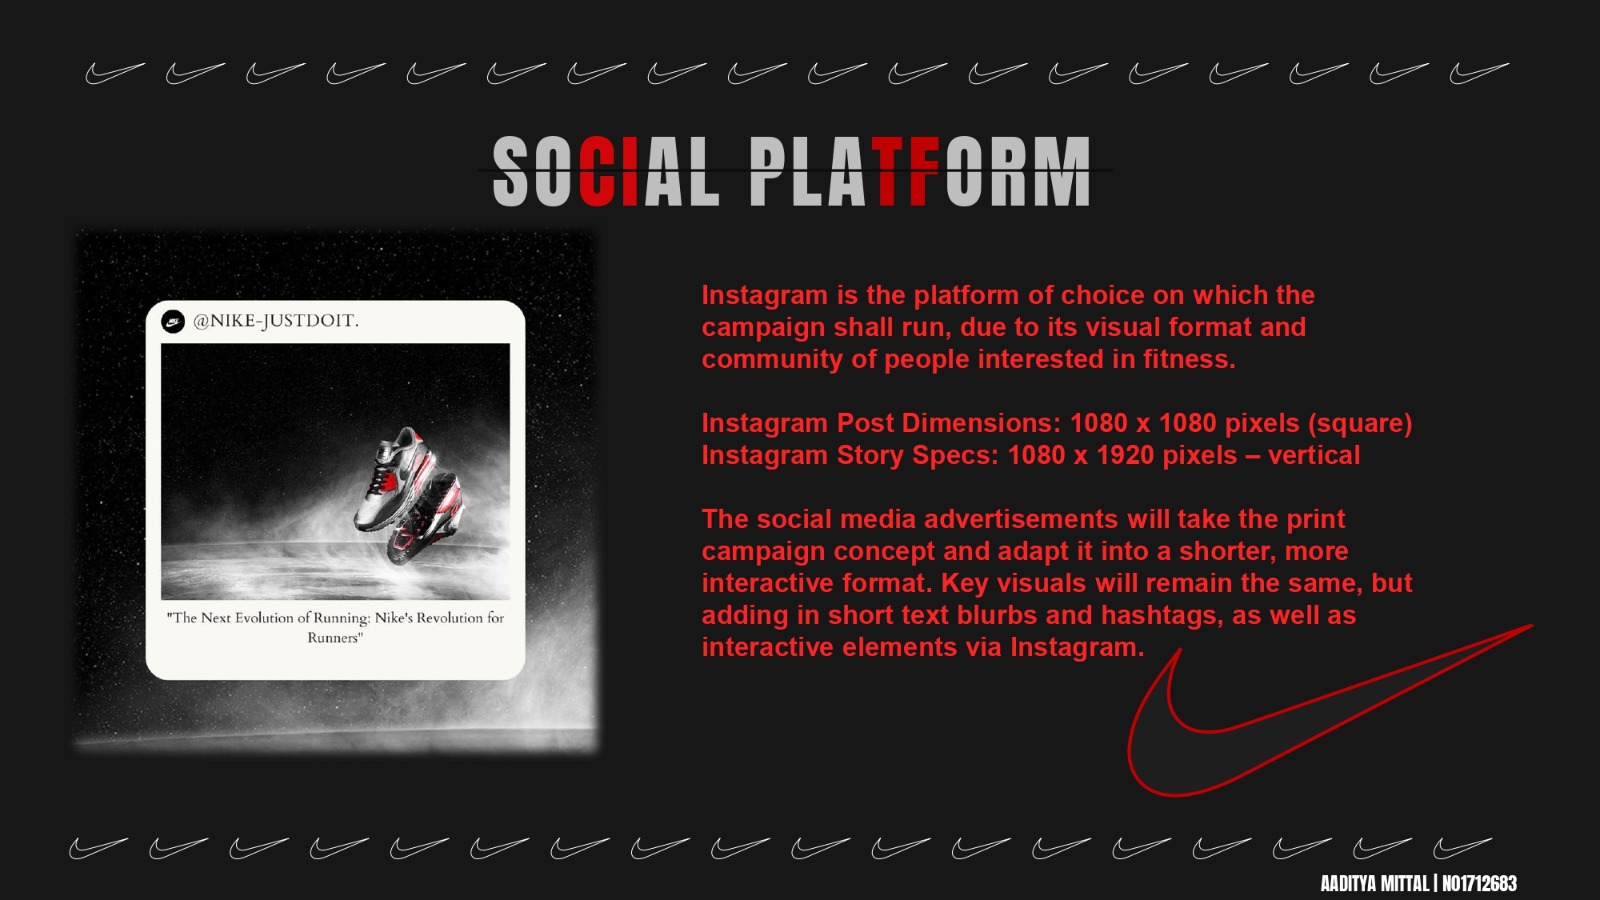 SOCIAL PLATFORM
@NIKE-JUSTDOIT.
"The Next Evolution of Running: Nike's Revolution for
Runners"
Instagram is the platform of choice on which the
campaign shall run, due to its visual format and
community of people interested in fitness.
Instagram Post Dimensions: 1080 x 1080 pixels (square)
Instagram Story Specs: 1080 x 1920 pixels – vertical
The social media advertisements will take the print
campaign concept and adapt it into a shorter, more
interactive format. Key visuals will remain the same, but
adding in short text blurbs and hashtags, as well as
interactive elements via Instagram.
AADITYA MITTAL | N01712683